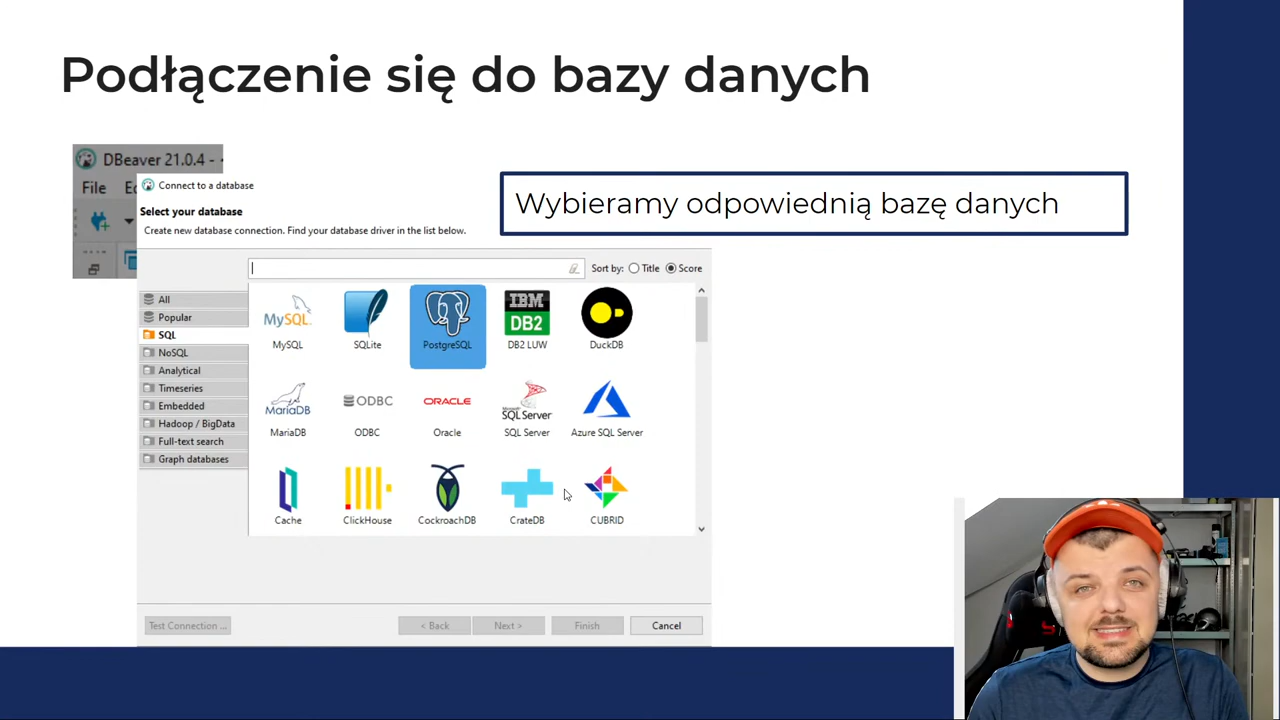 Podłączenie się do bazy danych
DBeaver 21.0.4 -
File
Connect to a database
Select your database
Create new database connection. Find your database driver in the list below.
Wybieramy odpowiednią bazę danych
Sort by: Title Score
All
Popular
SQL
NoSQL
Analytical
Timeseries
Embedded
Hadoop / BigData
Full-text search
Graph databases
MySQL
MySQL
SQLite
PostgreSQL
IBM
DB2
DB2 LUW
DuckDB
MariaDB
MariaDB
ODBC
ODBC
ORACLE
Oracle
SQL Server
SQL Server
Azure SQL Server
Cache
ClickHouse
CockroachDB
CrateDB
CUBRID
Test Connection ...
< Back
Next >
Finish
Cancel